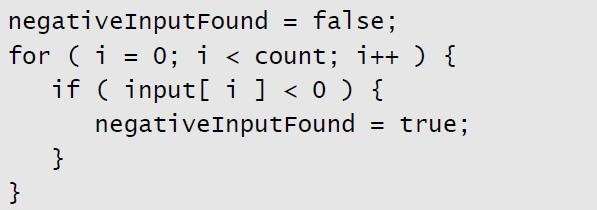 negativeInputFound = false;
for ( i = 0; i < count; i++ ) {
   if ( input[ i ] < 0 ) {
      negativeInputFound = true;
   }
}